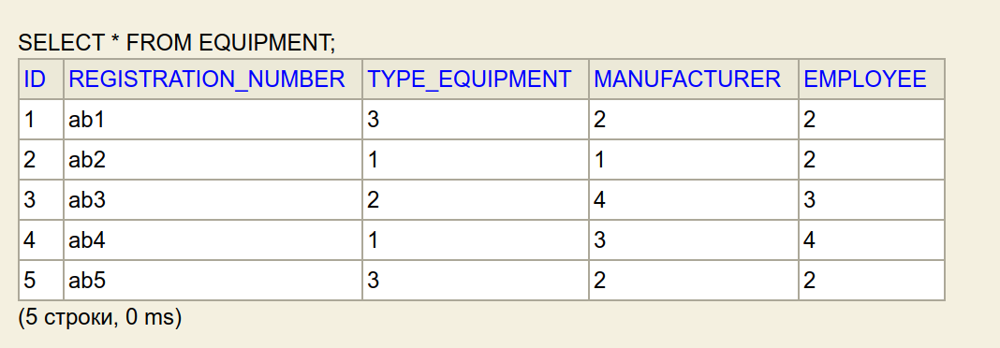 SELECT * FROM EQUIPMENT;
ID REGISTRATION_NUMBER TYPE_EQUIPMENT MANUFACTURER EMPLOYEE
1 ab1 3 2 2
2 ab2 1 1 2
3 ab3 2 4 3
4 ab4 1 3 4
5 ab5 3 2 2
(5 строки, 0 ms)